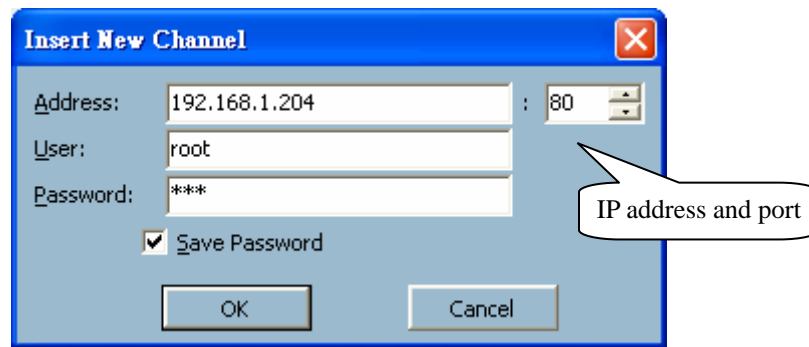 Insert New Channel
Address: 192.168.1.204 : 80
User: root
Password: ***
IP address and port
Save Password
OK Cancel